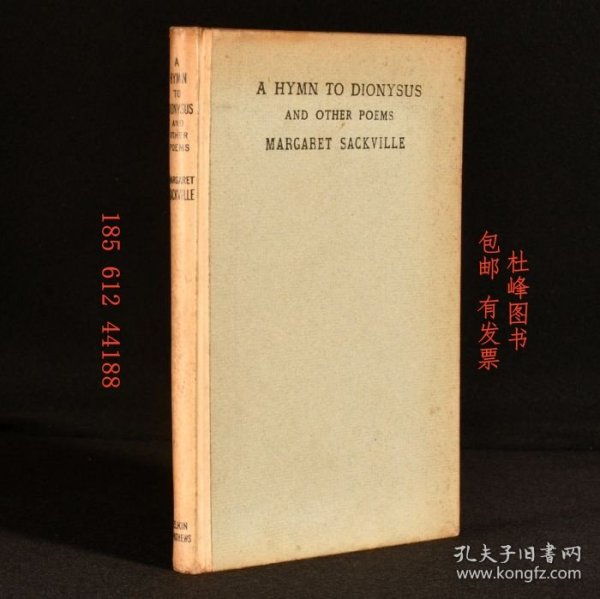 A
HYMN
TO
DIONYSUS
AND
OTHER
POEMS
MARGARET
SACKVILLE
ELKIN
MATHEWS
A HYMN TO DIONYSUS
AND OTHER POEMS
MARGARET SACKVILLE
185 612 44188
杜峰图书
包邮 有发票
孔夫子旧书网
www.kongfz.com